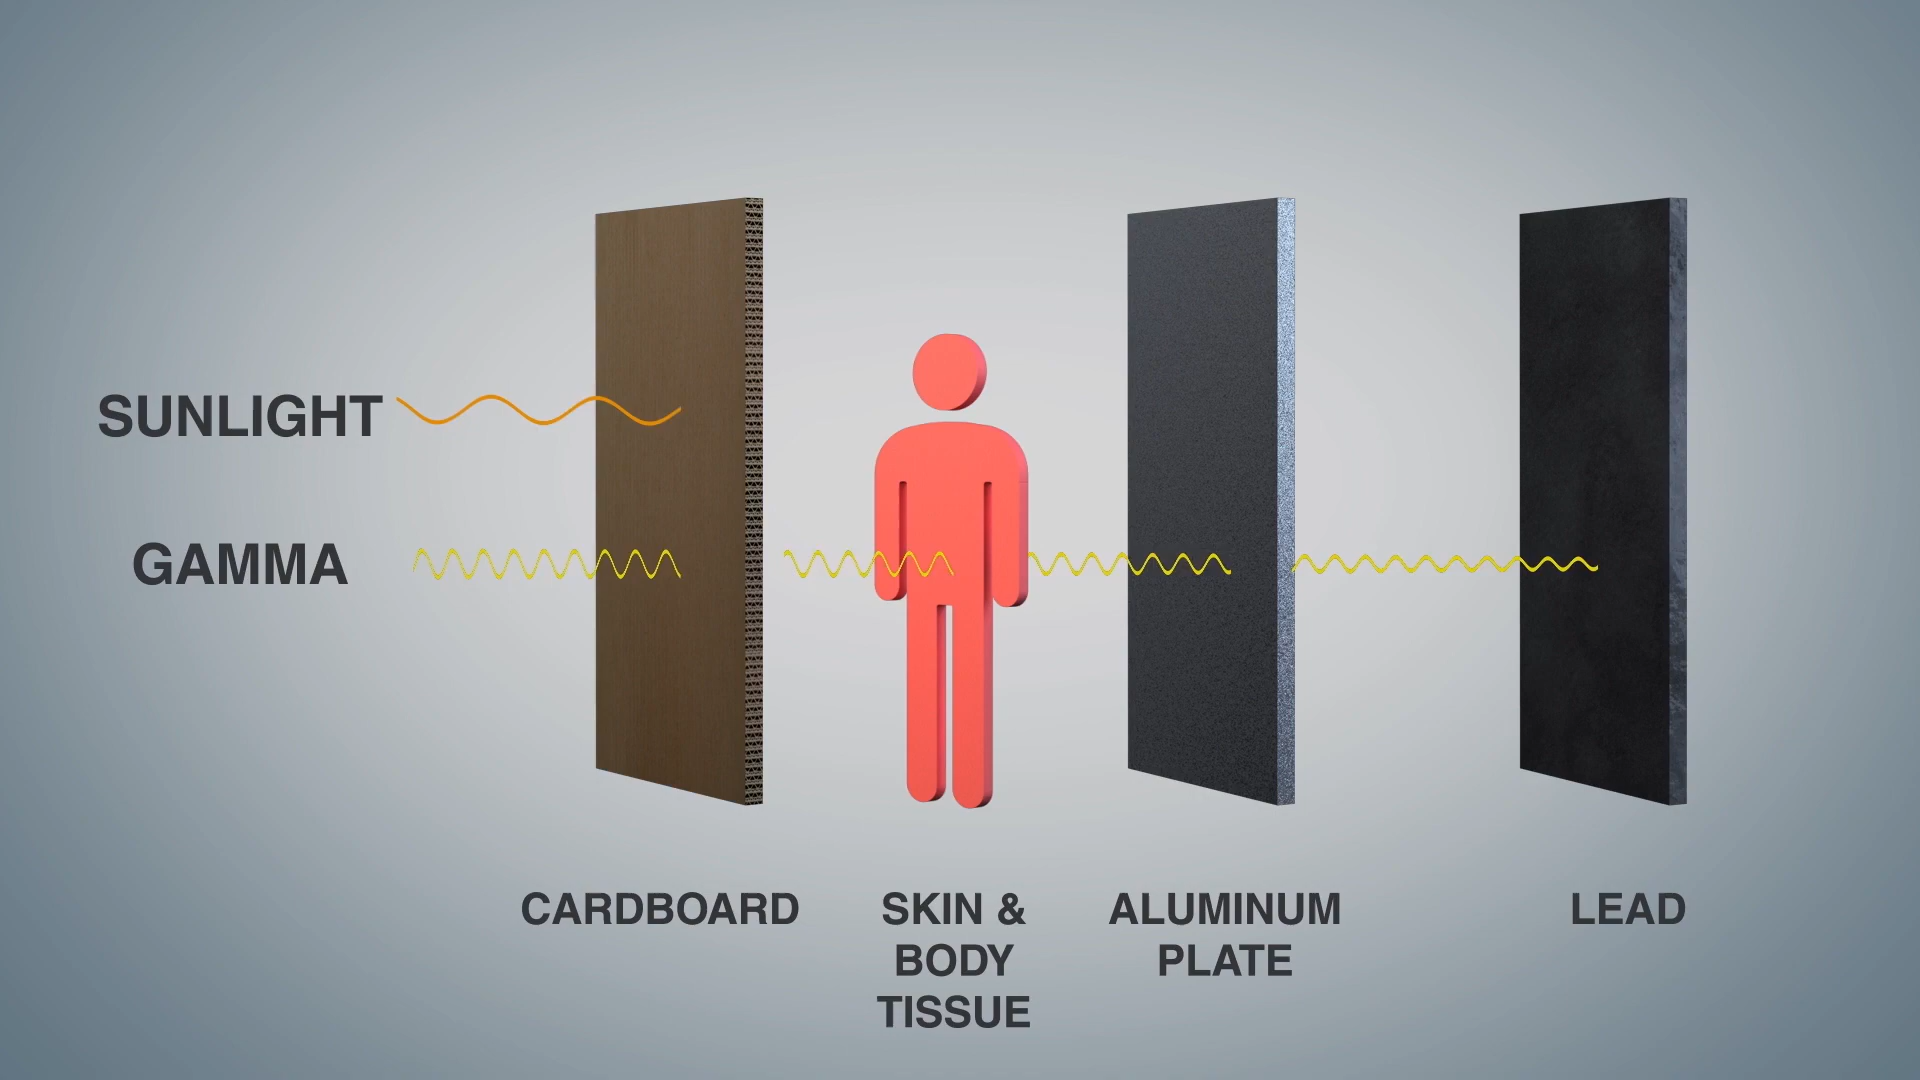 SUNLIGHT
GAMMA
CARDBOARD
SKIN &
BODY
TISSUE
ALUMINUM
PLATE
LEAD